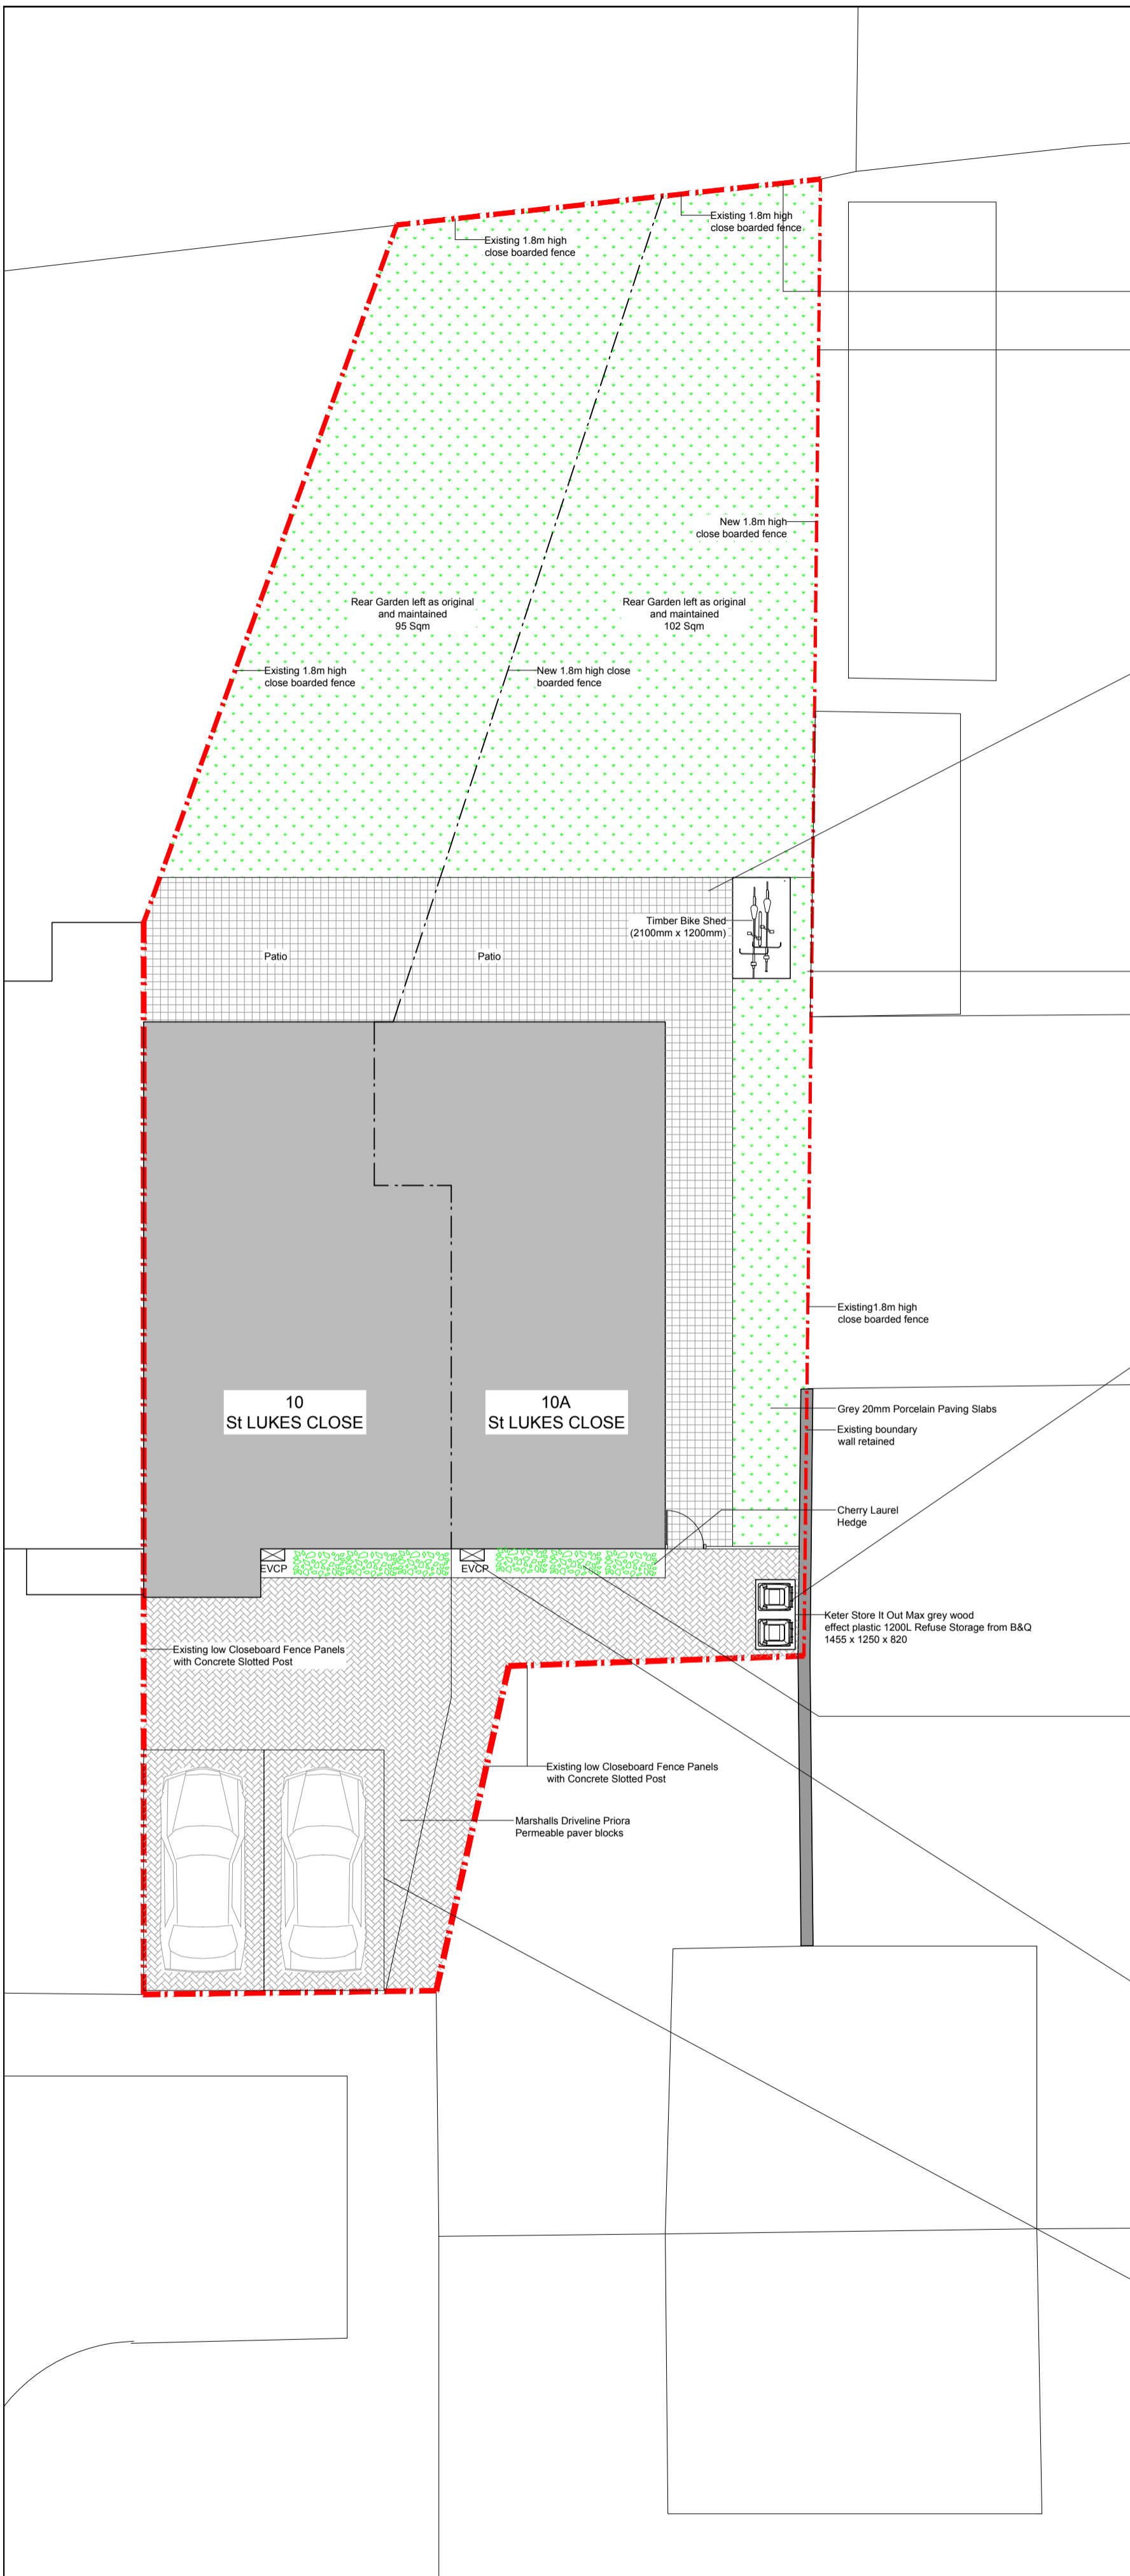 Existing 1.8m high
close boarded fence
Existing 1.8m high
close boarded fence
New 1.8m high
close boarded fence
Rear Garden left as original
and maintained
95 Sqm
Rear Garden left as original
and maintained
102 Sqm
Existing 1.8m high
close boarded fence
New 1.8m high close
boarded fence
Timber Bike Shed
(2100mm x 1200mm)
Patio
Patio
Existing1.8m high
close boarded fence
10
St LUKES CLOSE
10A
St LUKES CLOSE
Grey 20mm Porcelain Paving Slabs
Existing boundary
wall retained
Cherry Laurel
Hedge
EVCP
EVCP
Keter Store It Out Max grey wood
effect plastic 1200L Refuse Storage from B&Q
1455 x 1250 x 820
Existing low Closeboard Fence Panels
with Concrete Slotted Post
Existing low Closeboard Fence Panels
with Concrete Slotted Post
Marshalls Driveline Priora
Permeable paver blocks